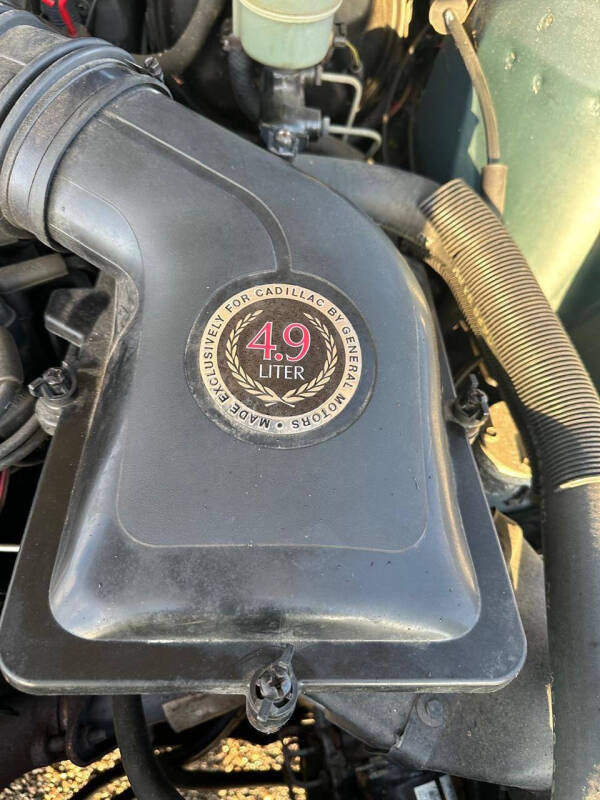 MADE EXCLUSIVELY FOR CADILLAC BY GENERAL MOTORS •
4.9
LITER